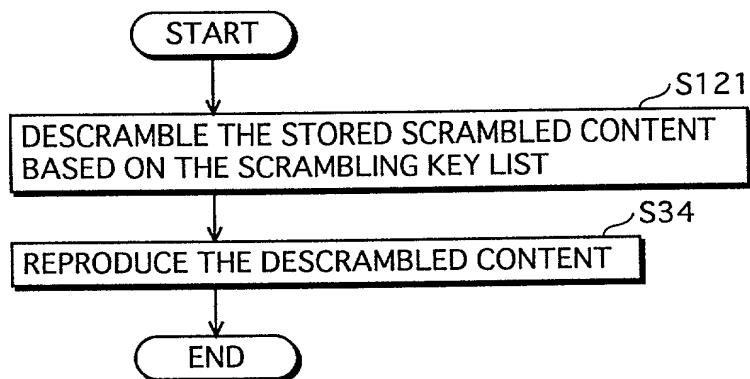 START
S121
DESCRAMBLE THE STORED SCRAMBLED CONTENT
BASED ON THE SCRAMBLING KEY LIST
S34
REPRODUCE THE DESCRAMBLED CONTENT
END